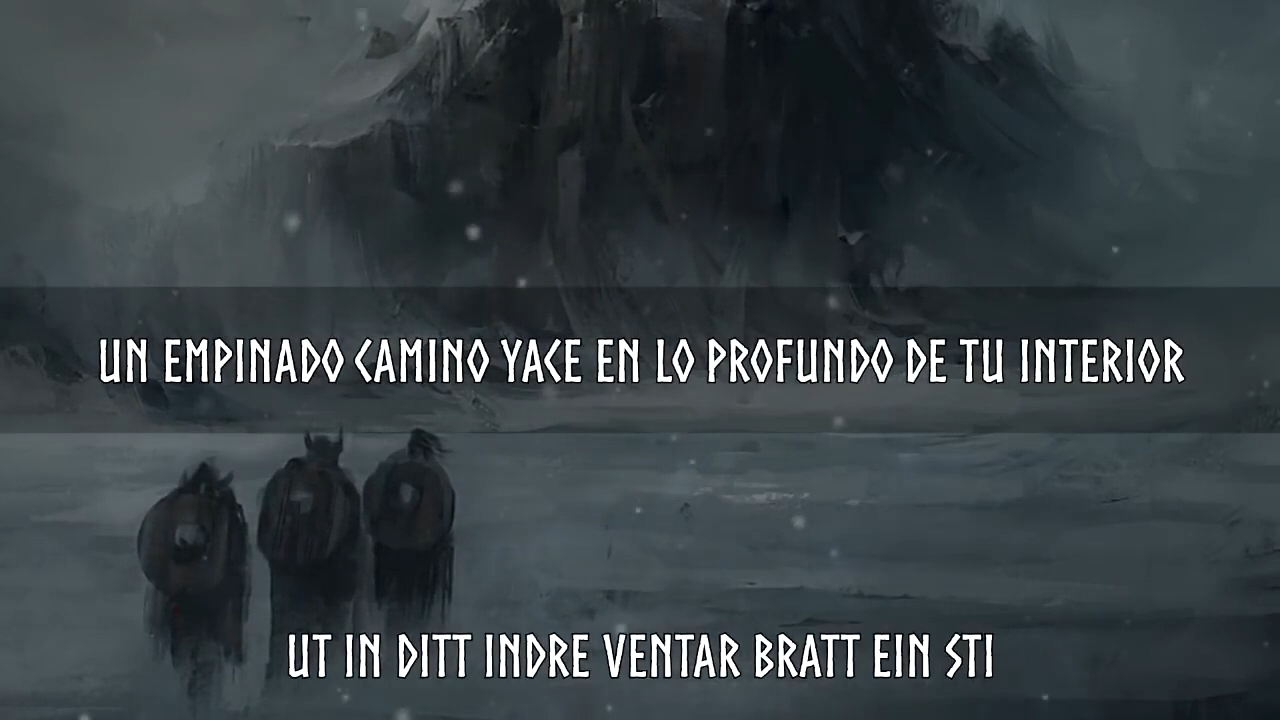 UN EMPINADO CAMINO YACE EN LO PROFUNDO DE TU INTERIOR
UT IN DITT INDRE VENTAR BRATT EIN STI